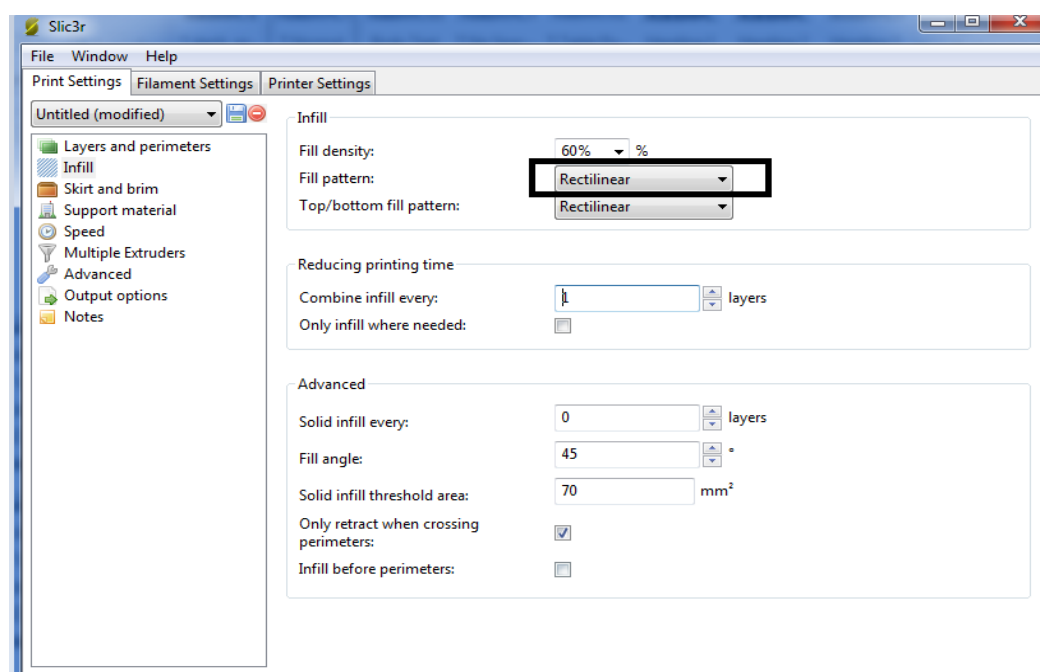 Slic3r
File Window Help
Print Settings Filament Settings Printer Settings
Untitled (modified)
Layers and perimeters
Infill
Skirt and brim
Support material
Speed
Multiple Extruders
Advanced
Output options
Notes
Infill
Fill density: 60% %
Fill pattern: Rectilinear
Top/bottom fill pattern: Rectilinear
Reducing printing time
Combine infill every: 1 layers
Only infill where needed:
Advanced
Solid infill every: 0 layers
Fill angle: 45 °
Solid infill threshold area: 70 mm²
Only retract when crossing
perimeters:
Infill before perimeters: